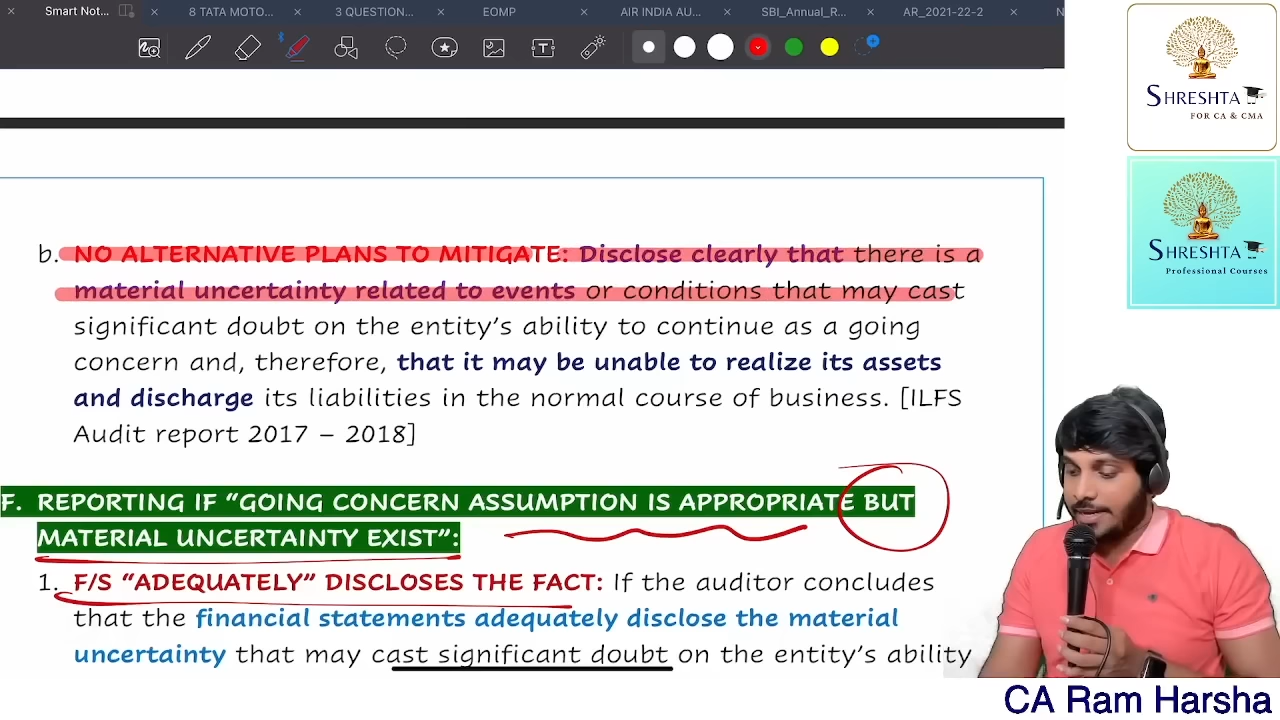 Smart Not...
8 TATA MOTO...
3 QUESTION...
EOMP
AIR INDIA AU...
SBI_Annual_R...
AR_2021-22-2
N
SHRESHTA
FOR CA & CMA
SHRESHTA
Professional Courses
b. NO ALTERNATIVE PLANS TO MITIGATE: Disclose clearly that there is a
material uncertainty related to events or conditions that may cast
significant doubt on the entity's ability to continue as a going
concern and, therefore, that it may be unable to realize its assets
and discharge its liabilities in the normal course of business. [ILFS
Audit report 2017 – 2018]
F. REPORTING IF “GOING CONCERN ASSUMPTION IS APPROPRIATE BUT
MATERIAL UNCERTAINTY EXIST”:
1. F/S “ADEQUATELY” DISCLOSES THE FACT: If the auditor concludes
that the financial statements adequately disclose the material
uncertainty that may cast significant doubt on the entity's ability
CA Ram Harsha